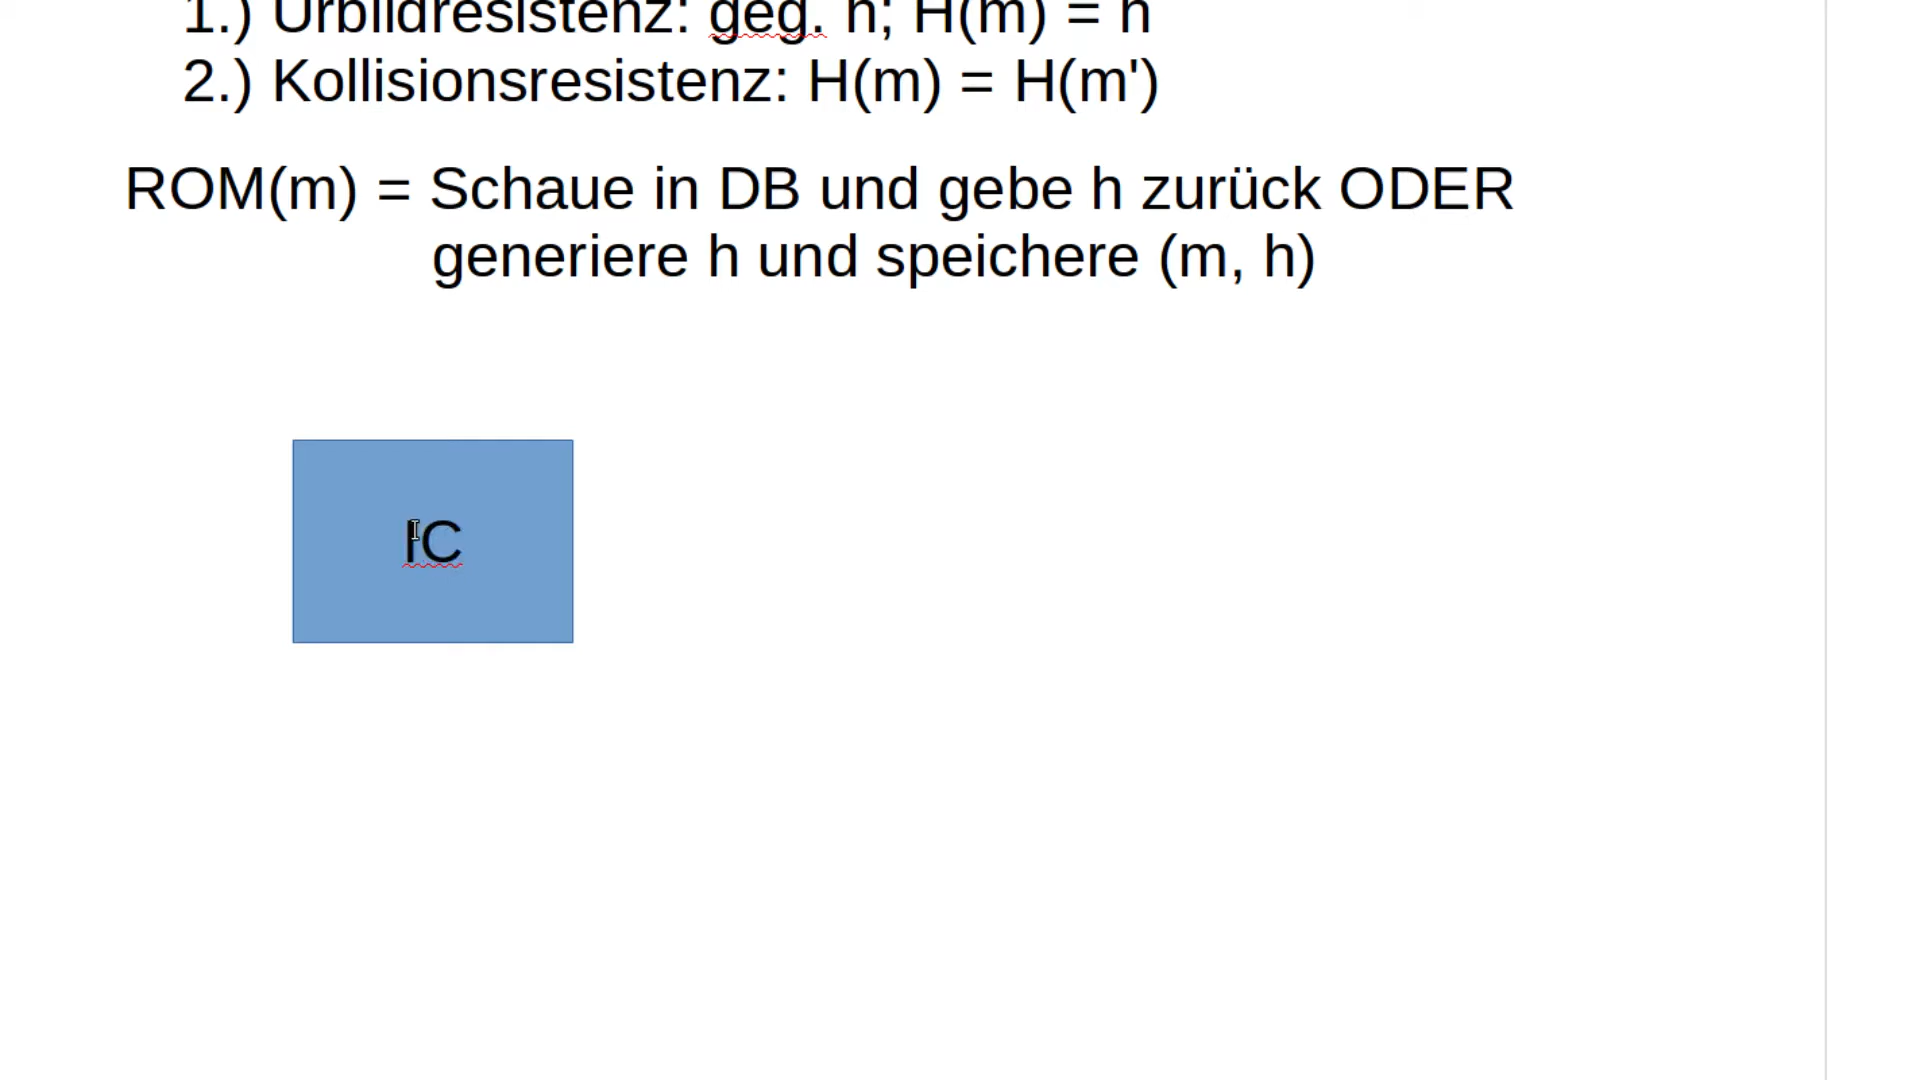 1.) Urbildresistenz: geg. h; H(m) = h
2.) Kollisionsresistenz: H(m) = H(m')
ROM(m) = Schaue in DB und gebe h zurück ODER
generiere h und speichere (m, h)
IC